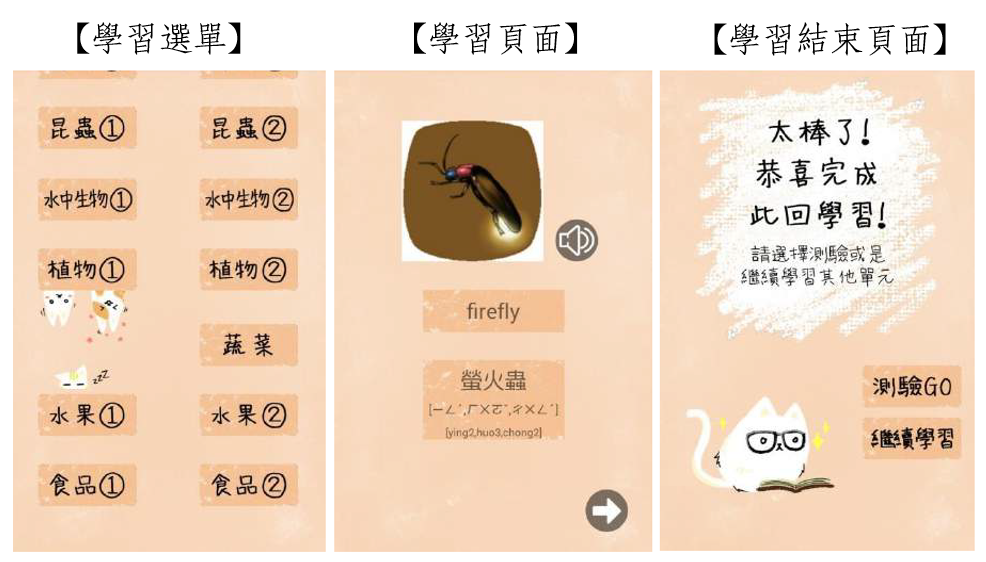 【學習選單】
【學習頁面】
【學習結束頁面】
昆蟲①
昆蟲②
水中生物①
水中生物②
植物①
植物②
蔬菜
zzZ
水果①
水果②
食品①
食品②
firefly
螢火蟲
[ㄧㄥˊ,ㄏㄨㄛˇ,ㄔㄨㄥˊ]
[ying2,huo3,chong2]
太棒了!
恭喜完成
此回學習!
請選擇測驗或是
繼續學習其他單元
測驗GO
繼續學習